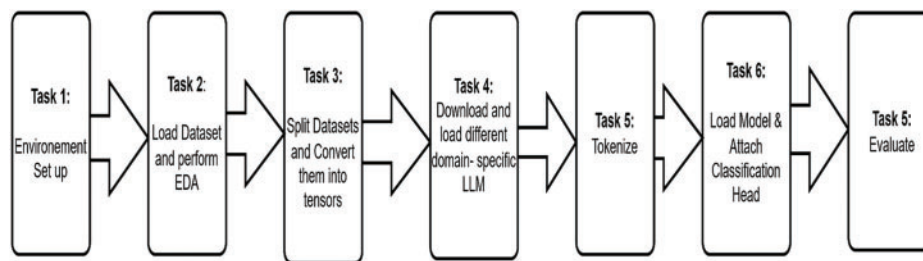 Task 1:
Environement
Set up
Task 2:
Load Dataset
and perform
EDA
Task 3:
Split Datasets
and Convert
them into
tensors
Task 4:
Download and
load different
domain- specific
LLM
Task 5:
Tokenize
Task 6:
Load Model &
Attach
Classification
Head
Task 5:
Evaluate